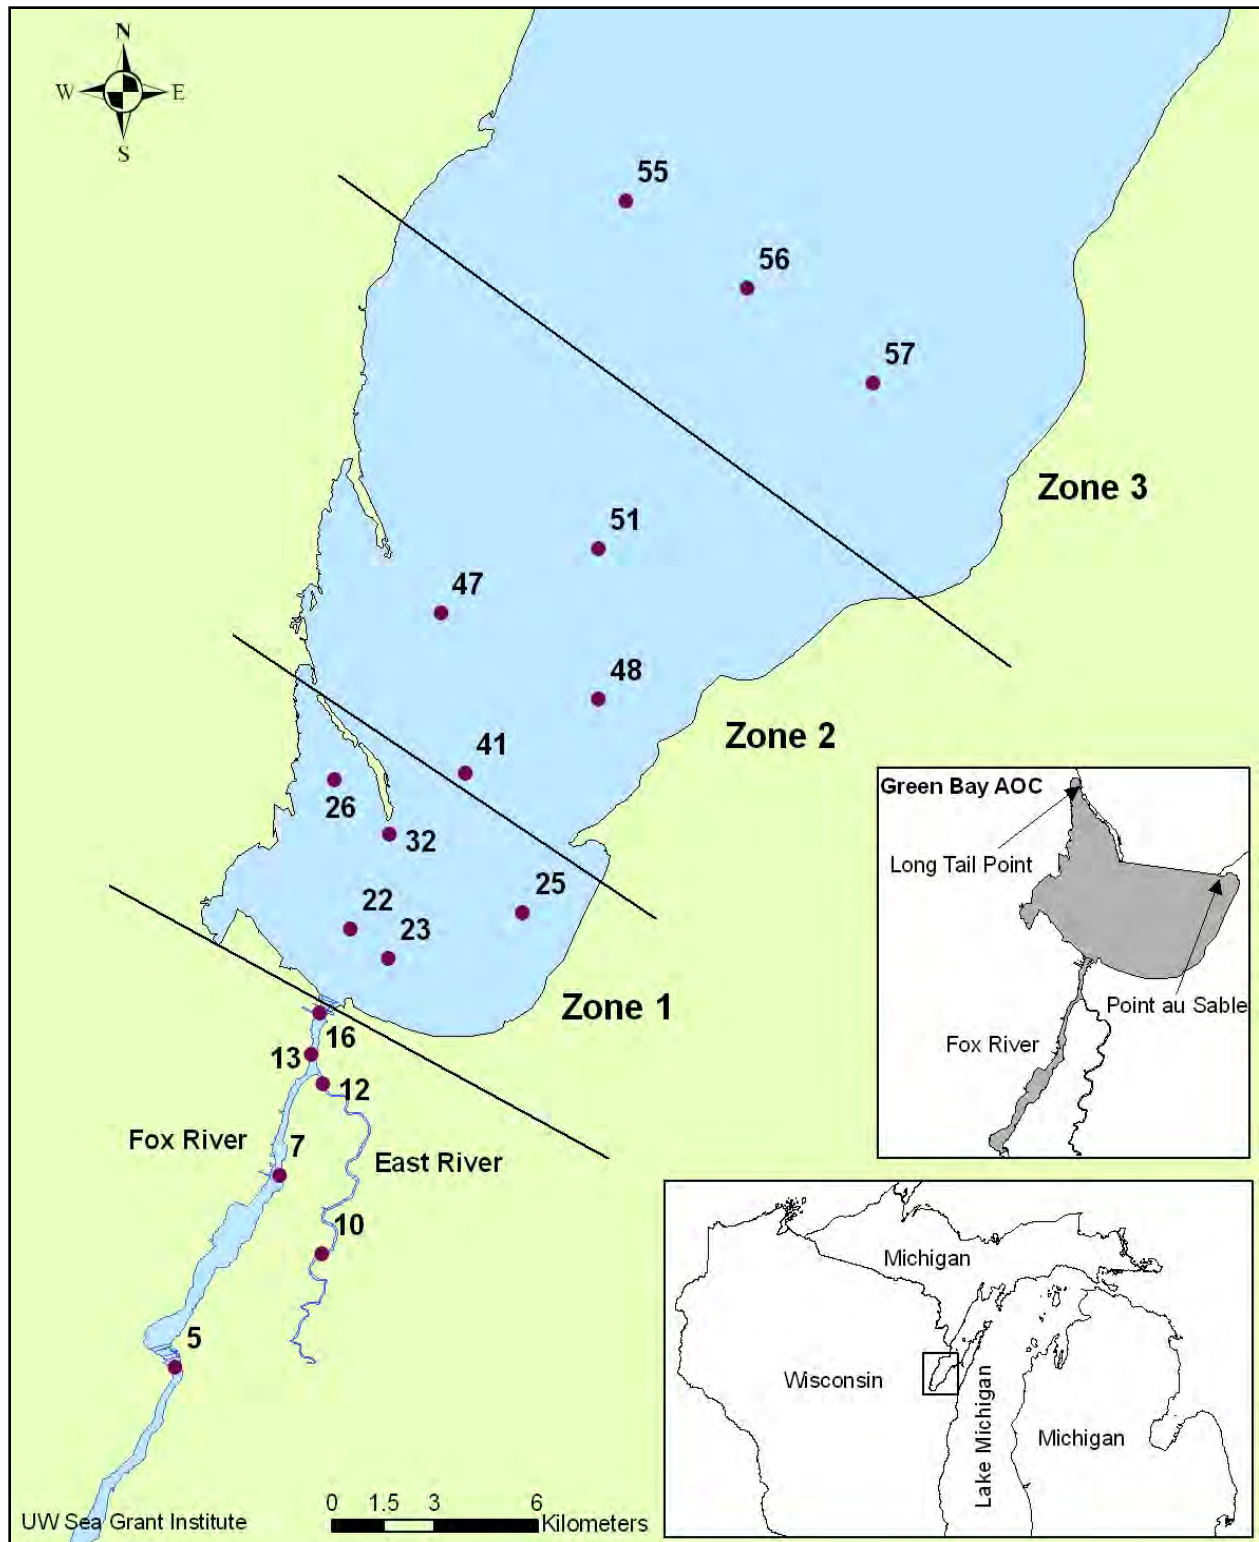 N
W
E
S
55
56
57
Zone 3
51
47
48
Zone 2
41
26
32
25
22
23
Zone 1
16
13
12
Fox River
7
East River
10
5
0 1.5 3 6
Kilometers
UW Sea Grant Institute
Green Bay AOC
Long Tail Point
Point au Sable
Fox River
Michigan
Wisconsin
Lake Michigan
Michigan